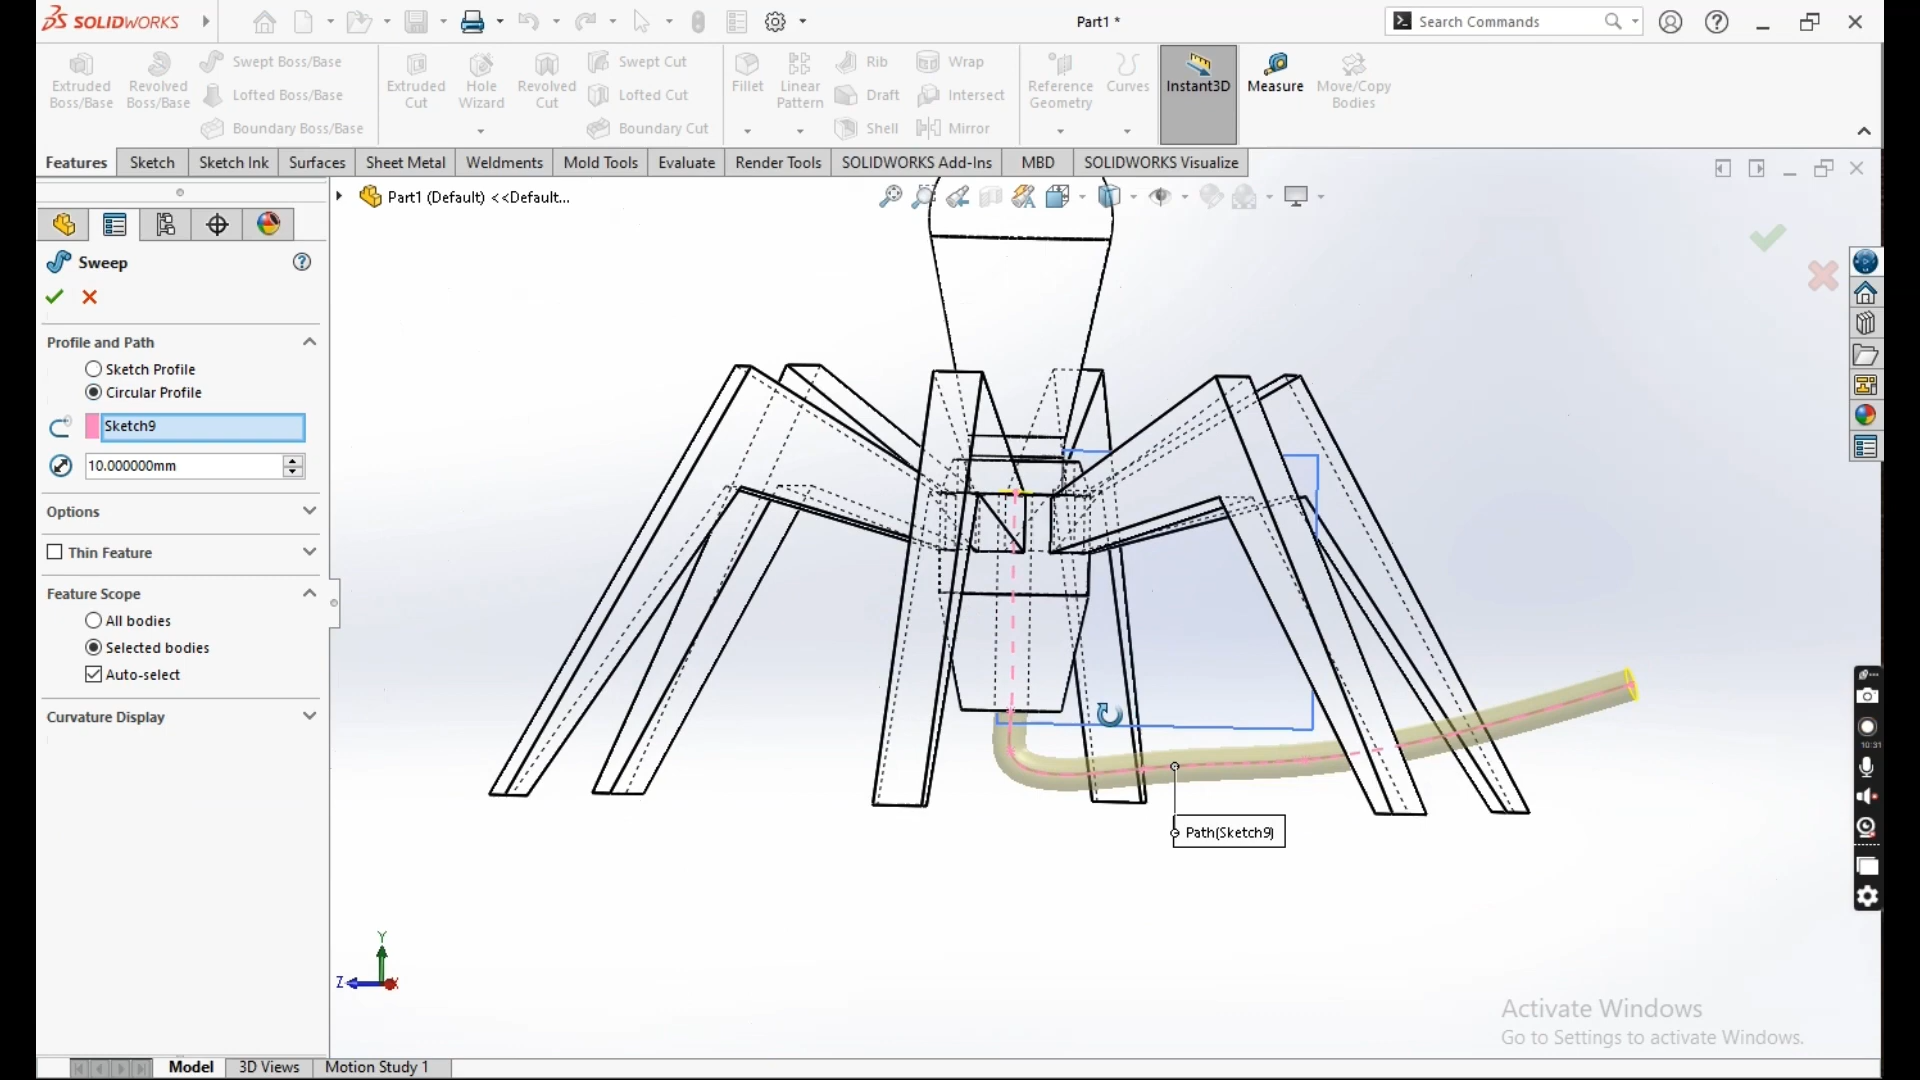 SOLIDWORKS
Part1 *
Search Commands
Extruded Boss/Base
Revolved Boss/Base
Swept Boss/Base
Lofted Boss/Base
Boundary Boss/Base
Extruded Cut
Hole Wizard
Revolved Cut
Swept Cut
Lofted Cut
Boundary Cut
Fillet
Linear Pattern
Rib
Draft
Shell
Wrap
Intersect
Mirror
Reference Geometry
Curves
Instant3D
Measure
Move/Copy Bodies
Features
Sketch
Sketch Ink
Surfaces
Sheet Metal
Weldments
Mold Tools
Evaluate
Render Tools
SOLIDWORKS Add-Ins
MBD
SOLIDWORKS Visualize
Part1 (Default) <<Default...
Sweep
Profile and Path
Sketch Profile
Circular Profile
Sketch9
10.000000mm
Options
Thin Feature
Feature Scope
All bodies
Selected bodies
Auto-select
Curvature Display
Path(Sketch9)
10:31
Y
Z
Activate Windows
Go to Settings to activate Windows.
Model
3D Views
Motion Study 1